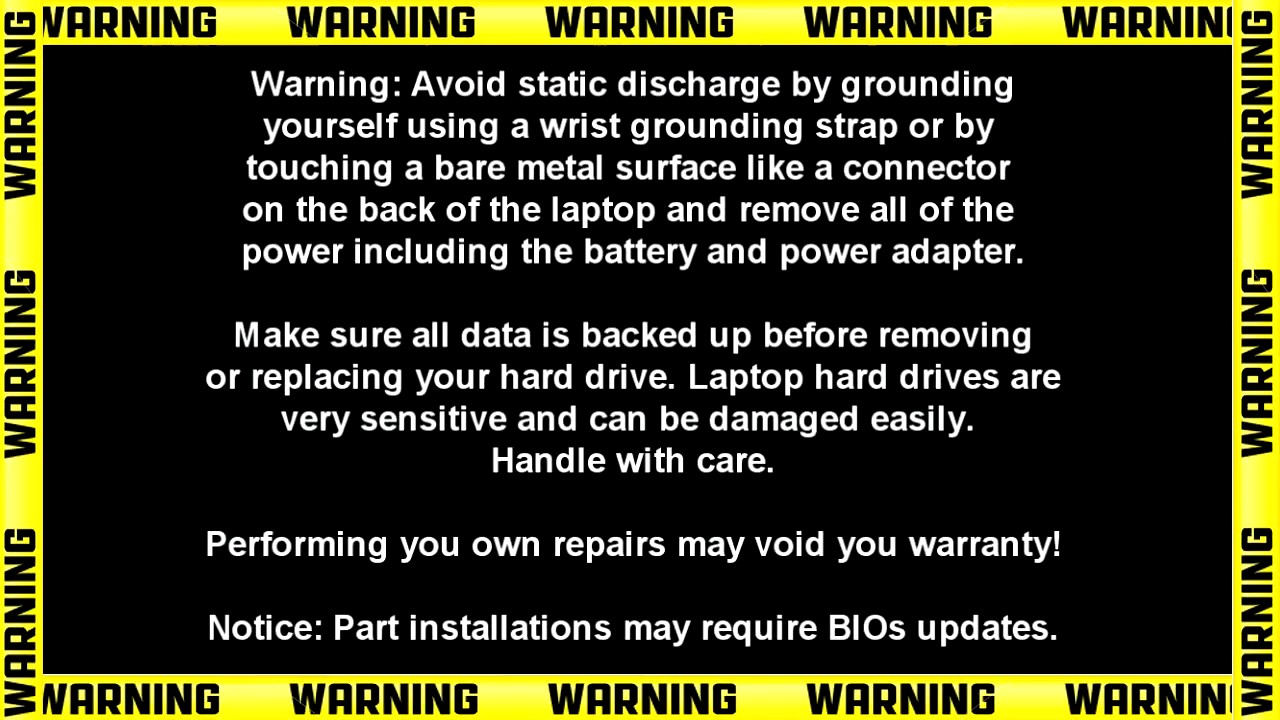 WARNING WARNING WARNING WARNING WARNING
WARNING
WARNING
WARNING
Warning: Avoid static discharge by grounding
yourself using a wrist grounding strap or by
touching a bare metal surface like a connector
on the back of the laptop and remove all of the
power including the battery and power adapter.
Make sure all data is backed up before removing
or replacing your hard drive. Laptop hard drives are
very sensitive and can be damaged easily.
Handle with care.
Performing you own repairs may void you warranty!
Notice: Part installations may require BIOs updates.
WARNING
WARNING
WARNING
WARNING WARNING WARNING WARNING WARNING